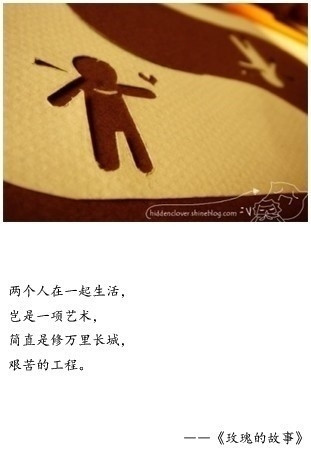 hiddenclover.shineblog.com
两个人在一起生活，
岂是一项艺术，
简直是修万里长城，
艰苦的工程。
——《玫瑰的故事》